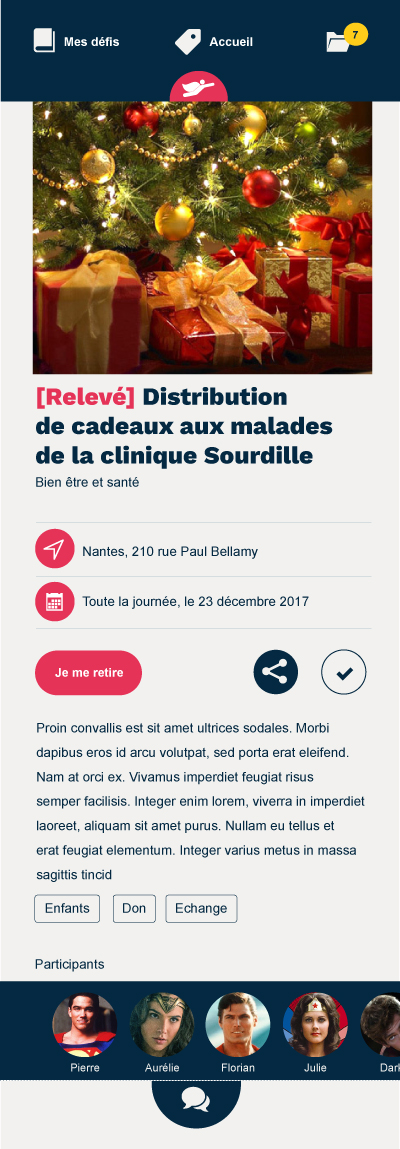 Mes défis
Accueil
7
[Relevé] Distribution
de cadeaux aux malades
de la clinique Sourdille
Bien être et santé
Nantes, 210 rue Paul Bellamy
Toute la journée, le 23 décembre 2017
Je me retire
Proin convallis est sit amet ultrices sodales. Morbi
dapibus eros id arcu volutpat, sed porta erat eleifend.
Nam at orci ex. Vivamus imperdiet feugiat risus
semper facilisis. Integer enim lorem, viverra in imperdiet
laoreet, aliquam sit amet purus. Nullam eu tellus et
erat feugiat elementum. Integer varius metus in massa
sagittis tincid
Enfants
Don
Echange
Participants
Pierre
Aurélie
Florian
Julie